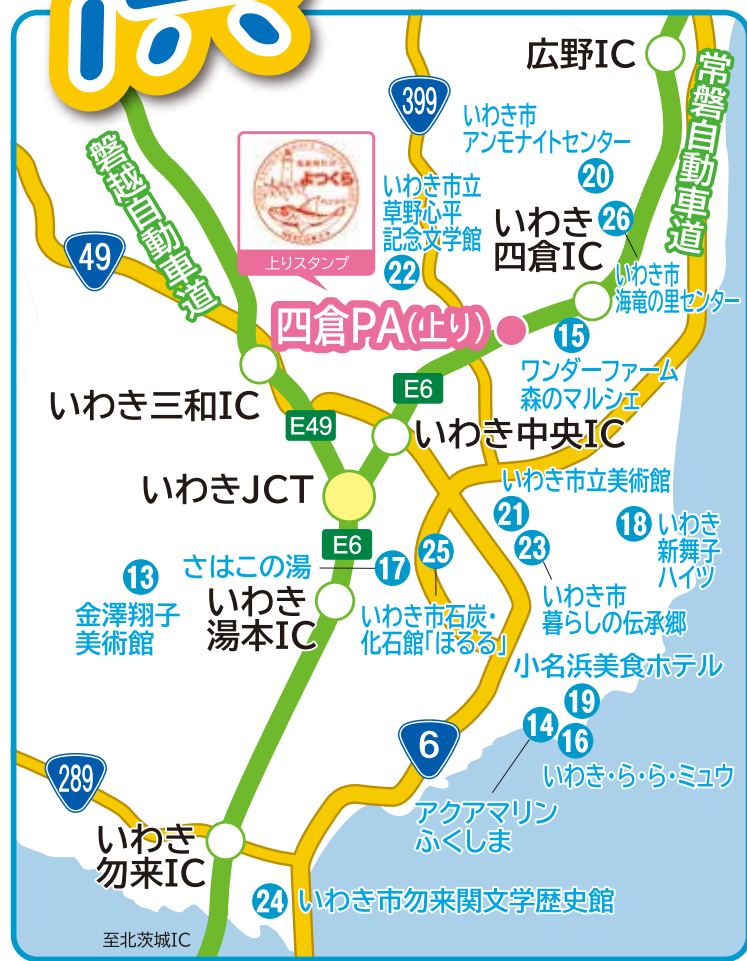 浜
広野IC
常磐自動車道
399
いわき市
アンモナイトセンター
20
磐越自動車道
よつくら
上りスタンプ
いわき市立
草野心平
記念文学館
22
いわき
四倉IC
26
いわき市
海竜の里センター
49
四倉PA(上り)
15
ワンダーファーム
森のマルシェ
いわき三和IC
E6
E49
いわき中央IC
いわきJCT
いわき市立美術館
21
18
いわき
新舞子
ハイツ
E6
25
23
さはこの湯
17
13
金澤翔子
美術館
いわき
湯本IC
いわき市石炭・
化石館「ほるる」
いわき市
暮らしの伝承郷
小名浜美食ホテル
19
14
16
6
いわき・ら・ら・ミュウ
289
アクアマリン
ふくしま
いわき
勿来IC
24
いわき市勿来関文学歴史館
至北茨城IC